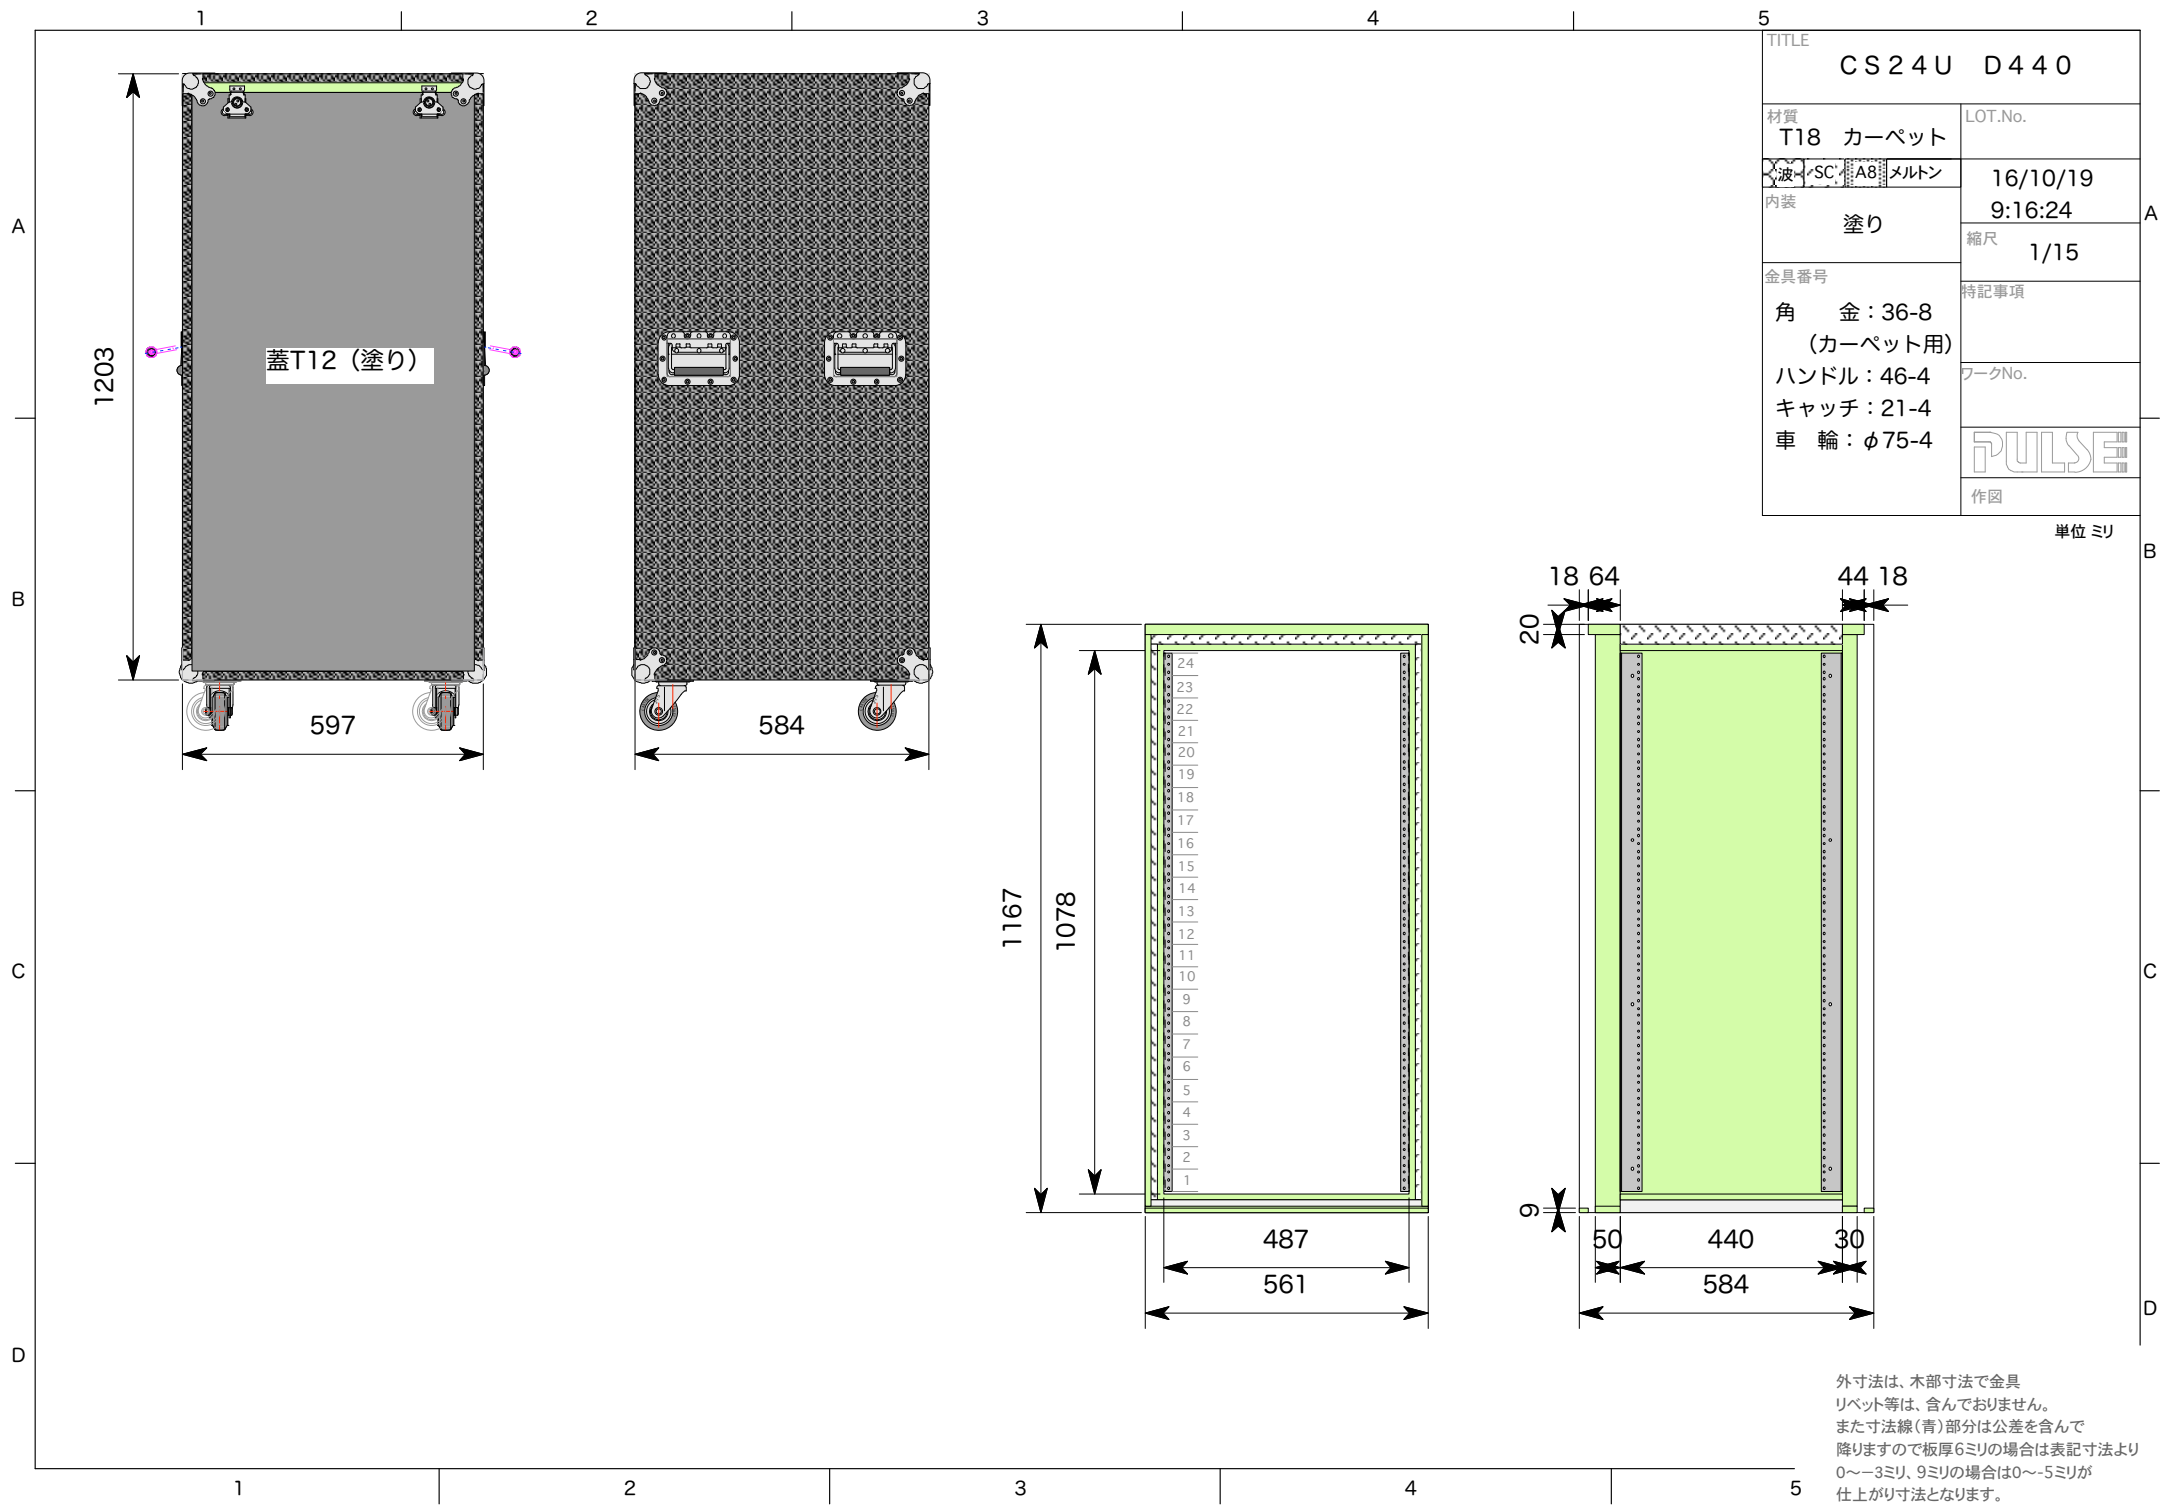 1 2 3 4 5
TITLE
CS24U D440
材質
T18 カーペット
LOT.No.
波 SC A8 メルトン
16/10/19
9:16:24
内装
塗り
縮尺
1/15
金具番号
特記事項
角 金：36-8
（カーペット用）
ハンドル：46-4
キャッチ：21-4
車 輪：φ75-4
ワークNo.
PULSE
作図
単位 ミリ
A
B
C
D
A
B
C
D
1203
蓋T12（塗り）
597
584
1167
1078
24
23
22
21
20
19
18
17
16
15
14
13
12
11
10
9
8
7
6
5
4
3
2
1
487
561
18 64
44 18
20
9
50 440 30
584
外寸法は、木部寸法で金具
リベット等は、含んでおりません。
また寸法線（青）部分は公差を含んで
降りますので板厚6ミリの場合は表記寸法より
0〜−3ミリ、9ミリの場合は0〜-5ミリが
仕上がり寸法となります。
1 2 3 4 5